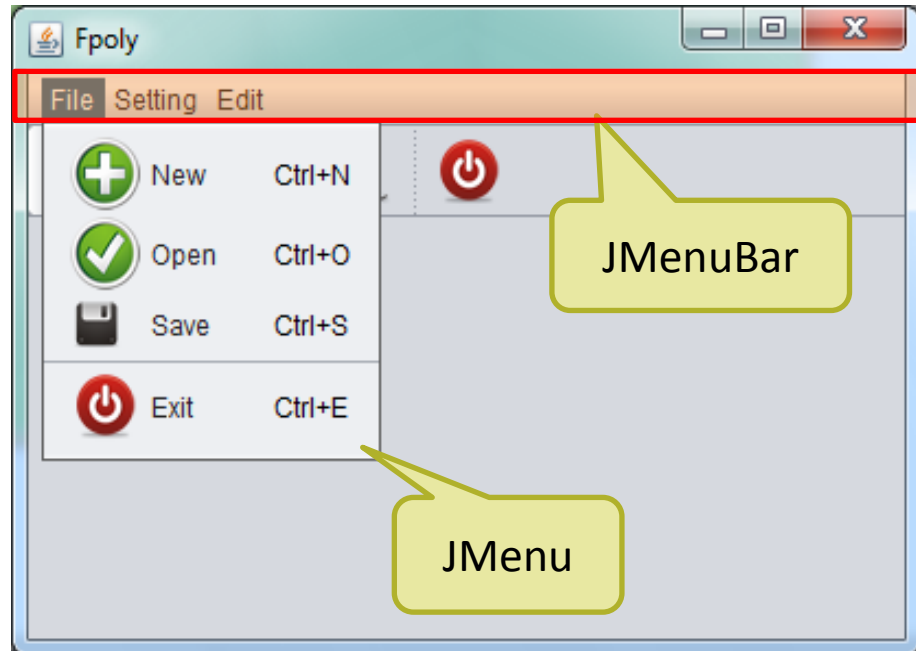 Fpoly
File Setting Edit
New Ctrl+N
Open Ctrl+O
Save Ctrl+S
Exit Ctrl+E
JMenuBar
JMenu